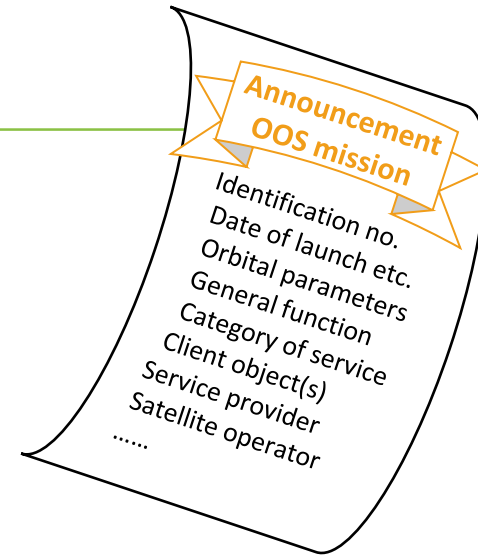 Announcement
OOS mission
Identification no.
Date of launch etc.
Orbital parameters
General function
Category of service
Client object(s)
Service provider
Satellite operator
......